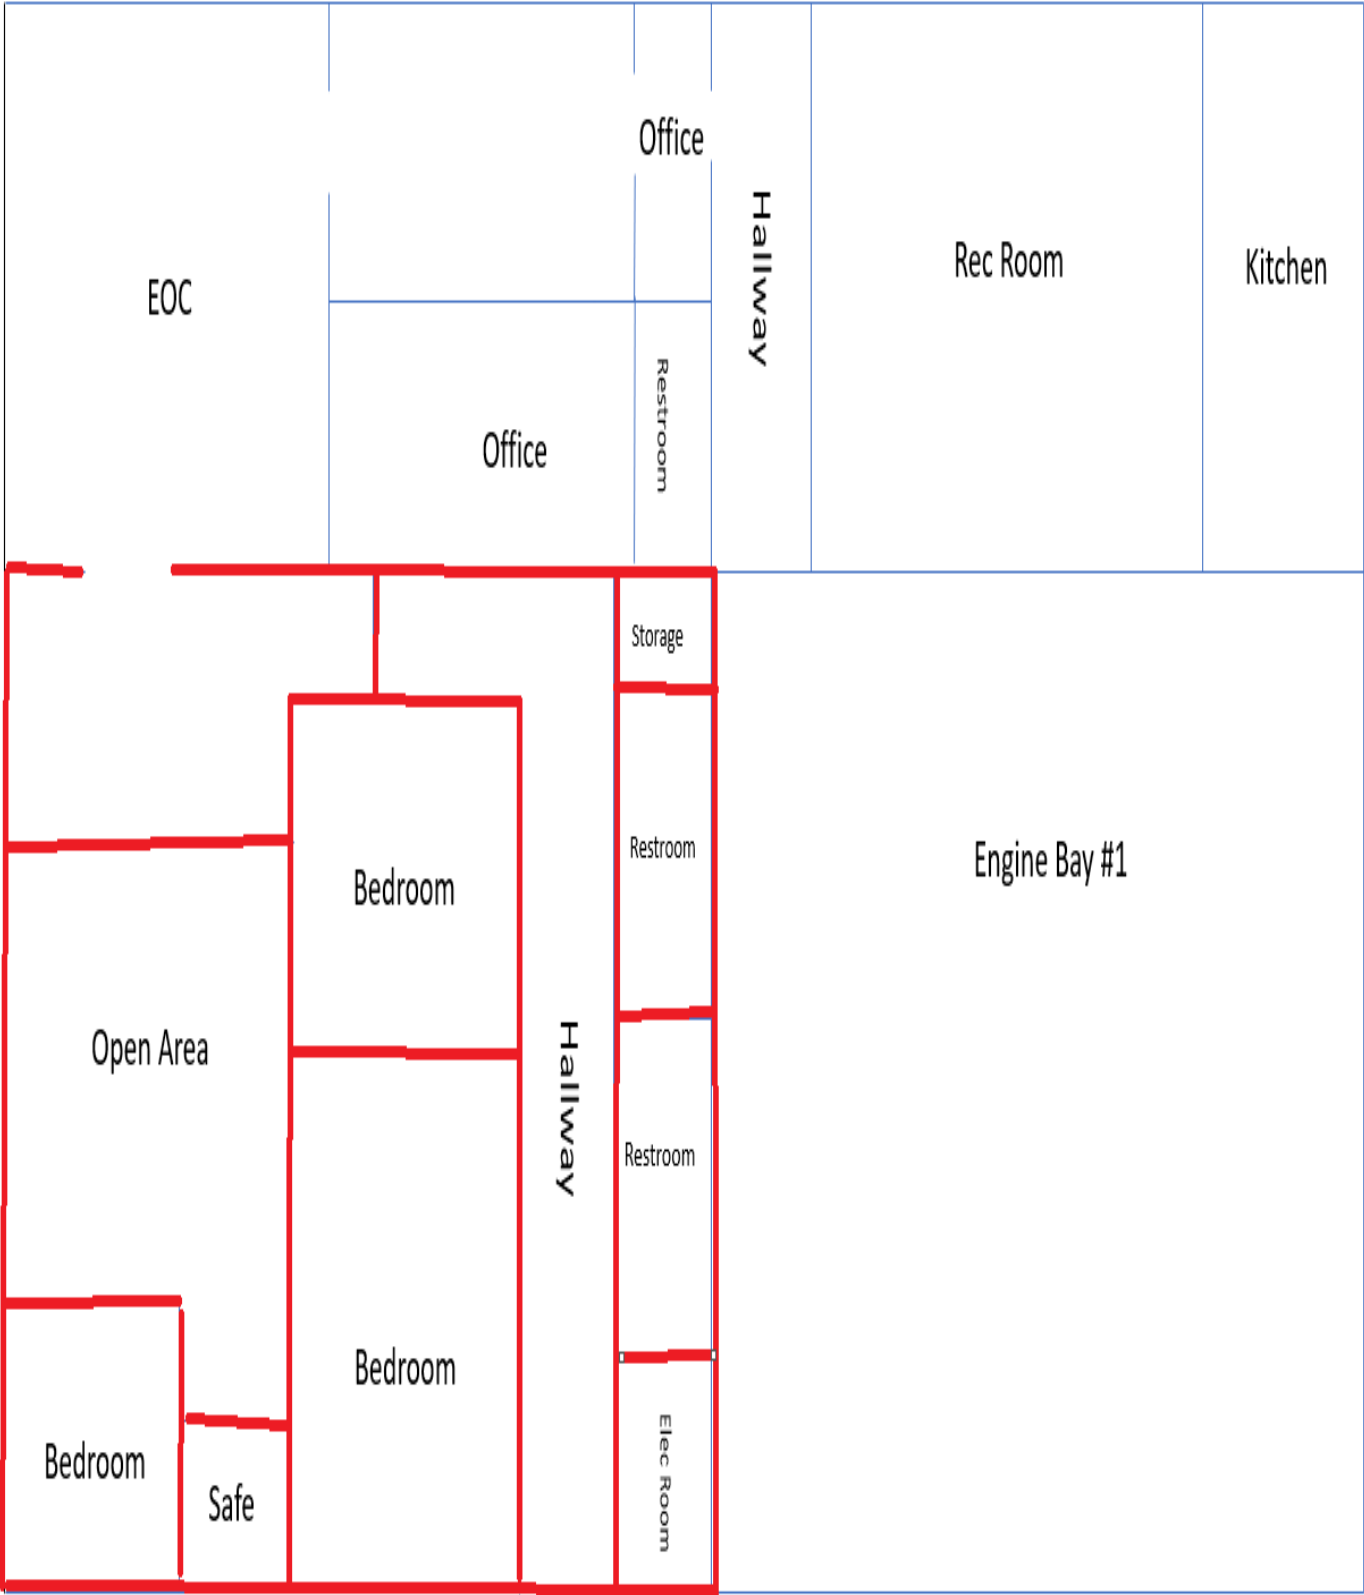 Office
Hallway
Rec Room
Kitchen
EOC
Restroom
Office
Storage
Restroom
Bedroom
Engine Bay #1
Open Area
Hallway
Restroom
Bedroom
Bedroom
Safe
Elec Room